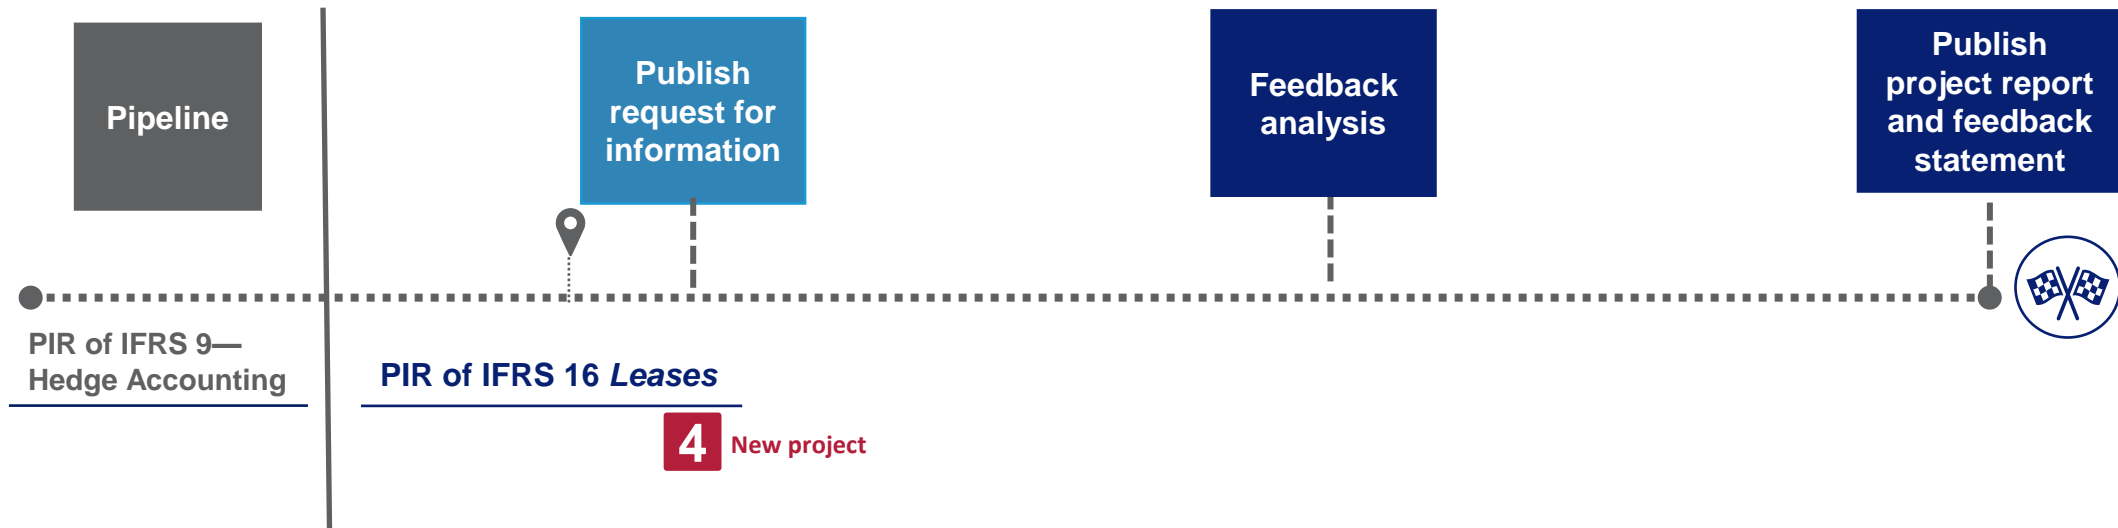 Pipeline
Publish
request for
information
Feedback
analysis
Publish
project report
and feedback
statement
PIR of IFRS 9—
Hedge Accounting
PIR of IFRS 16 Leases
4 New project